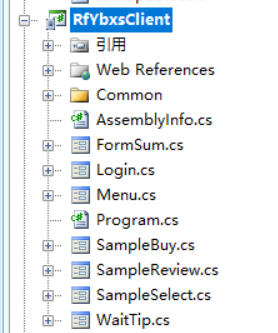 RfYbxsClient
引用
Web References
Common
AssemblyInfo.cs
FormSum.cs
Login.cs
Menu.cs
Program.cs
SampleBuy.cs
SampleReview.cs
SampleSelect.cs
WaitTip.cs